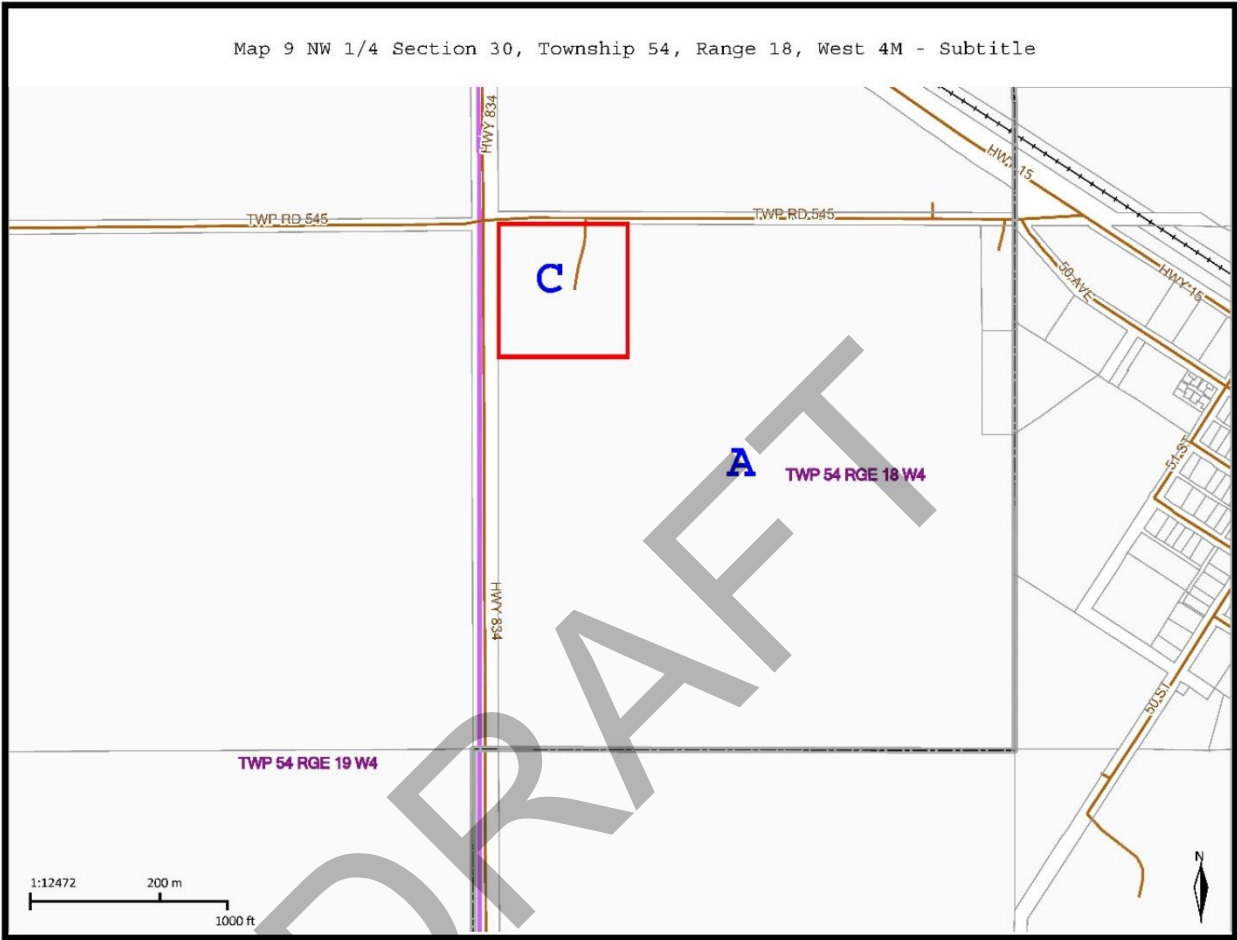 Map 9 NW 1/4 Section 30, Township 54, Range 18, West 4M - Subtitle
HWY 834
HWY 15
TWP RD 545
TWP RD 545
C
50 AVE
HWY 15
A
TWP 54 RGE 18 W4
51 ST
HWY 834
50 ST
TWP 54 RGE 19 W4
DRAFT
N
1:12472
200 m
1000 ft